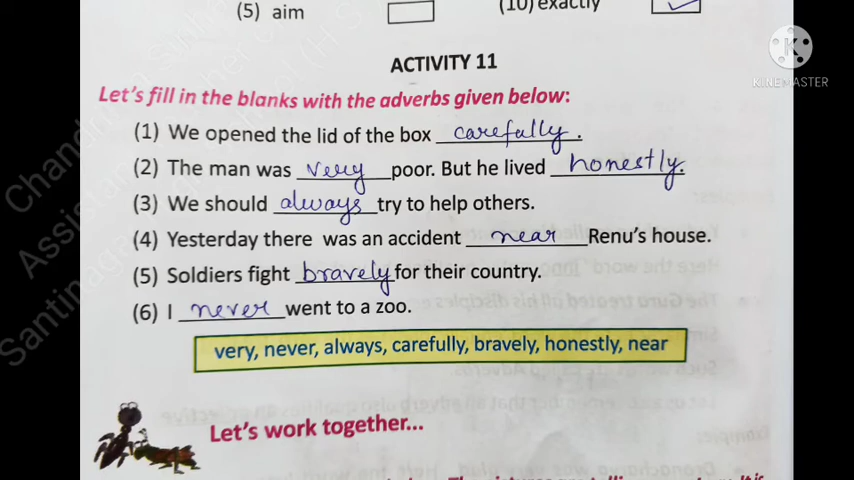 (5) aim
(10) exactly
ACTIVITY 11
KINEMASTER
Let's fill in the blanks with the adverbs given below:
(1) We opened the lid of the box carefully.
(2) The man was very poor. But he lived honestly.
(3) We should always try to help others.
(4) Yesterday there was an accident near Renu's house.
(5) Soldiers fight bravely for their country.
(6) I never went to a zoo.
very, never, always, carefully, bravely, honestly, near
Let's work together...